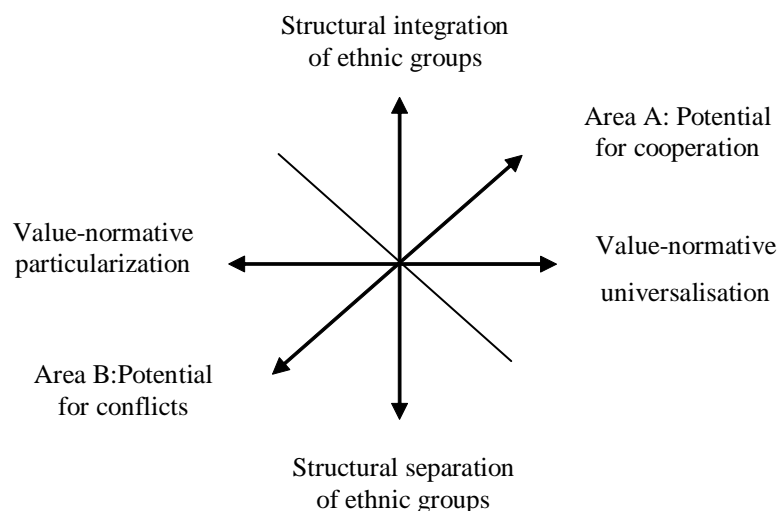 Structural integration
of ethnic groups
Area A: Potential
for cooperation
Value-normative
particularization
Value-normative
universalisation
Area B:Potential
for conflicts
Structural separation
of ethnic groups